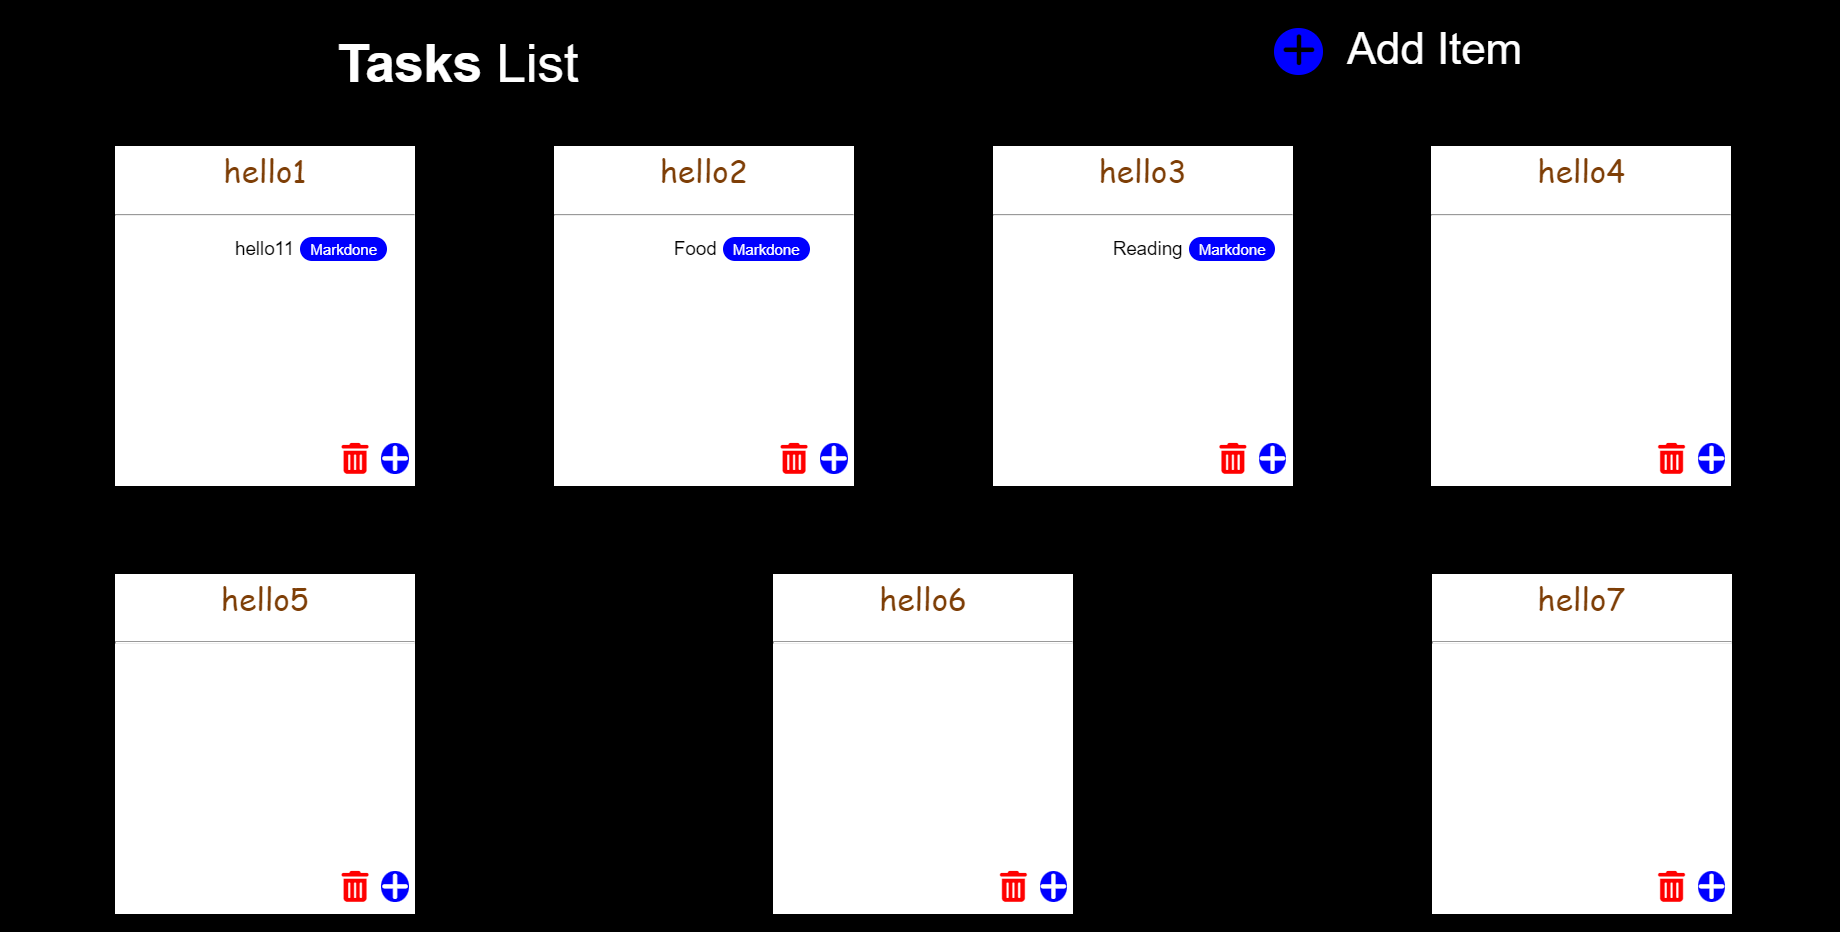 Tasks List
Add Item
hello1
hello2
hello3
hello4
hello11 Markdone
Food Markdone
Reading Markdone
hello5
hello6
hello7